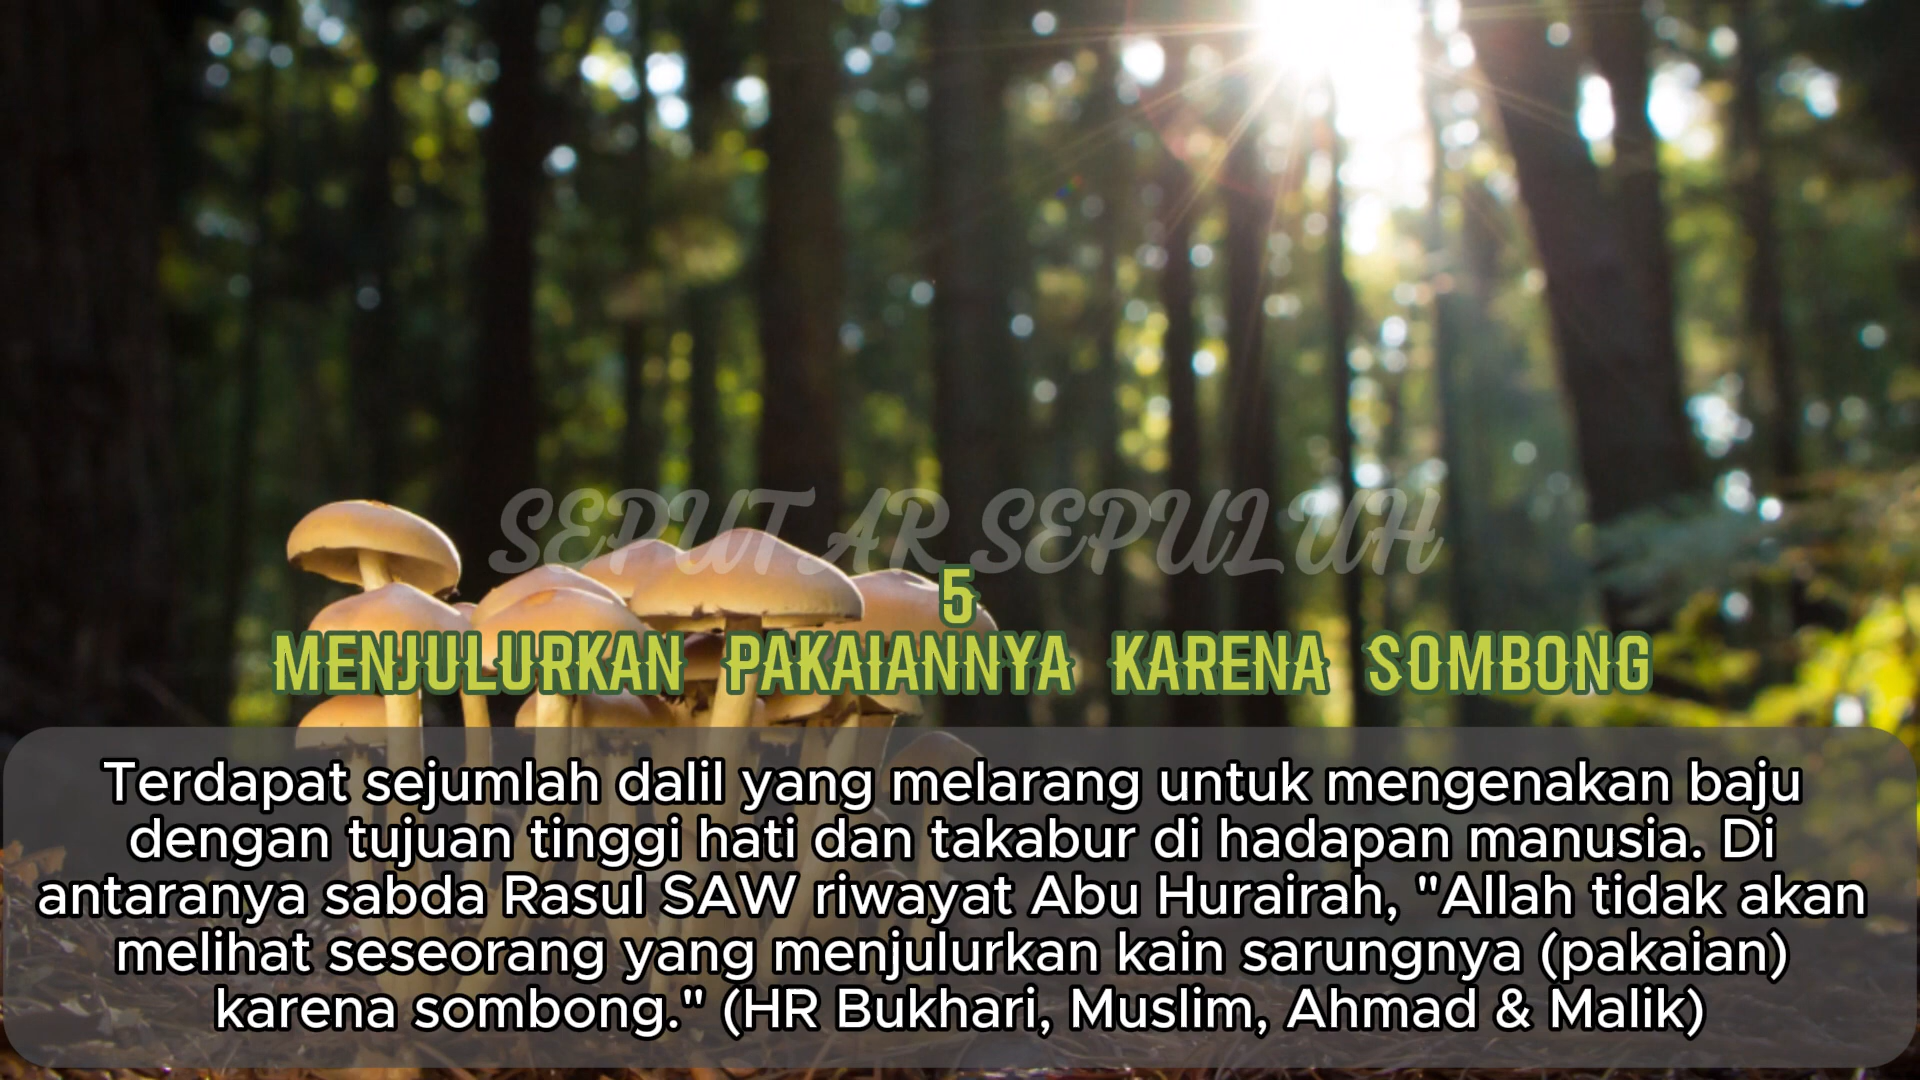 SEPUTAR SEPULUH
5
MENJULURKAN PAKAIANNYA KARENA SOMBONG
Terdapat sejumlah dalil yang melarang untuk mengenakan baju
dengan tujuan tinggi hati dan takabur di hadapan manusia. Di
antaranya sabda Rasul SAW riwayat Abu Hurairah, "Allah tidak akan
melihat seseorang yang menjulurkan kain sarungnya (pakaian)
karena sombong." (HR Bukhari, Muslim, Ahmad & Malik)